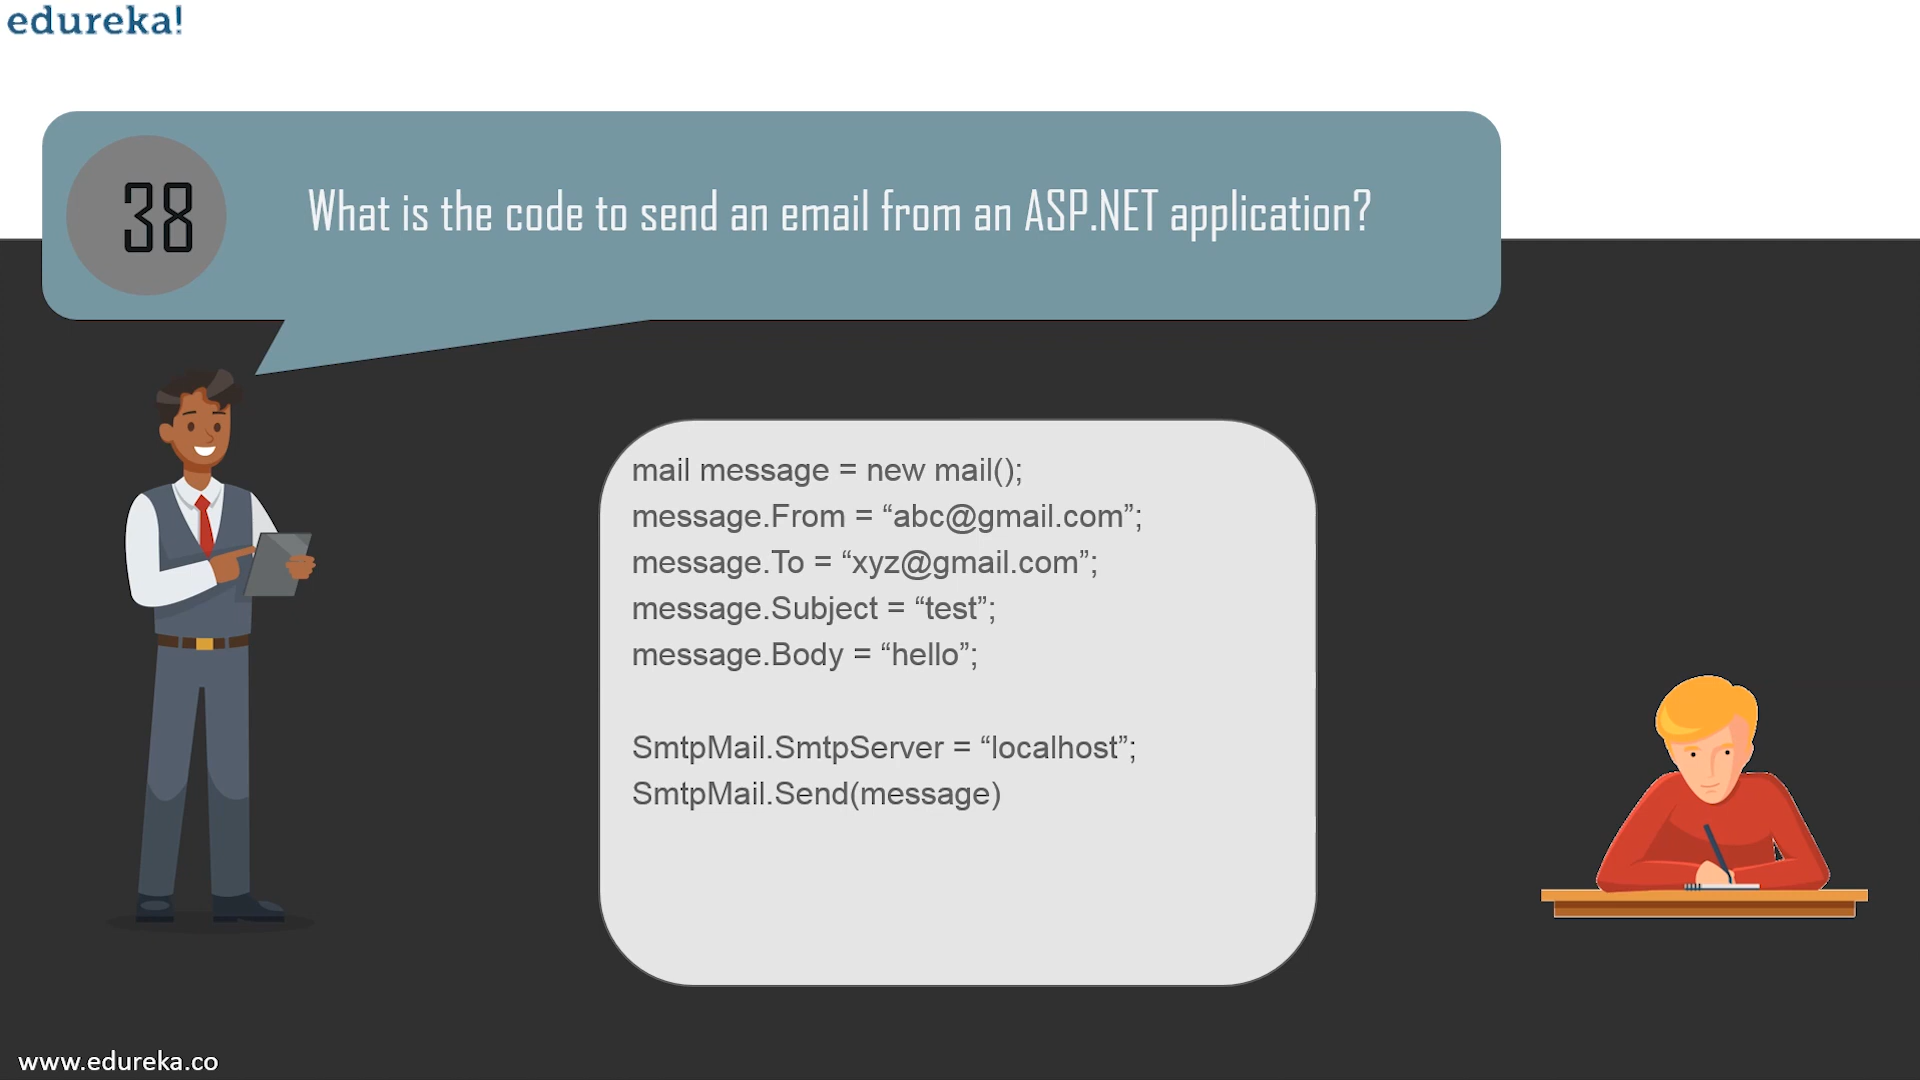 edureka!
38
What is the code to send an email from an ASP.NET application?
mail message = new mail();
message.From = “abc@gmail.com”;
message.To = “xyz@gmail.com”;
message.Subject = “test”;
message.Body = “hello”;
SmtpMail.SmtpServer = “localhost”;
SmtpMail.Send(message)
www.edureka.co